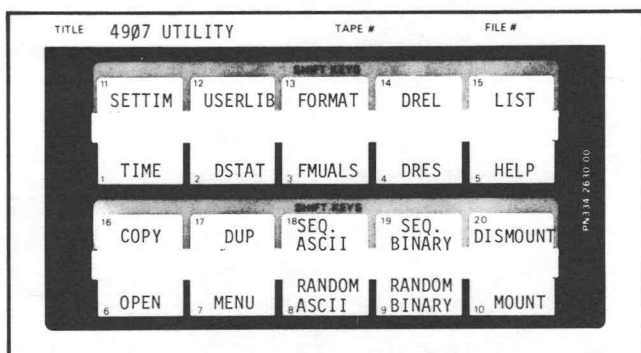 TITLE 4907 UTILITY TAPE # FILE #
SHIFT KEYS
11 SETTIM 12 USERLIB 13 FORMAT 14 DREL 15 LIST
1 TIME 2 DSTAT 3 FMUALS 4 DRES 5 HELP
SHIFT KEYS
16 COPY 17 DUP 18 SEQ. ASCII 19 SEQ. BINARY 20 DISMOUNT
6 OPEN 7 MENU 8 RANDOM ASCII 9 RANDOM BINARY 10 MOUNT
PN334 2630 00